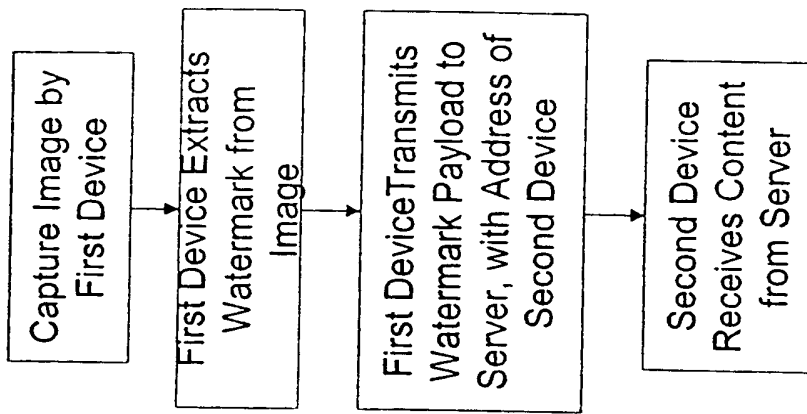 Capture Image by
First Device
First Device Extracts
Watermark from
Image
First DeviceTransmits
Watermark Payload to
Server, with Address of
Second Device
Second Device
Receives Content
from Server